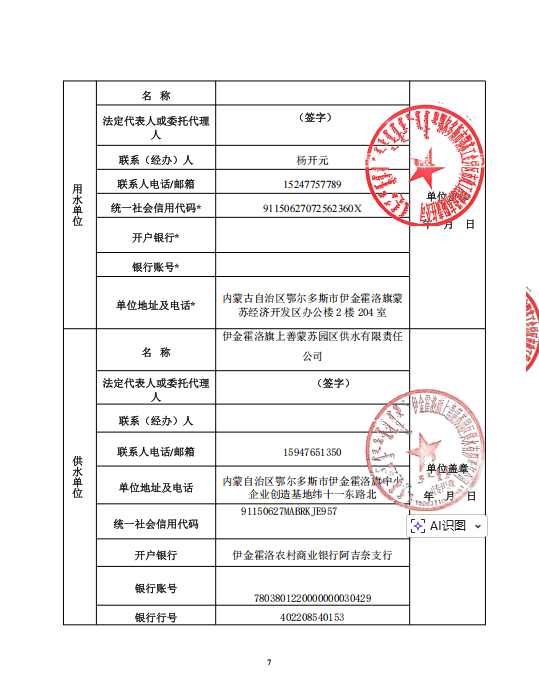 用水单位
名 称
法定代表人或委托代理
人
（签字）
联系（经办）人
杨开元
联系人电话/邮箱
15247757789
统一社会信用代码*
91150627072562360X
开户银行*
银行账号*
单位地址及电话*
内蒙古自治区鄂尔多斯市伊金霍洛旗蒙
苏经济开发区办公楼 2 楼 204 室
单位
年 月 日
供水单位
名 称
伊金霍洛旗上善蒙苏园区供水有限责任
公司
法定代表人或委托代理
人
（签字）
联系（经办）人
联系人电话/邮箱
15947651350
单位地址及电话
内蒙古自治区鄂尔多斯市伊金霍洛旗中小
企业创造基地纬十一东路北
统一社会信用代码
91150627MABRKJE957
开户银行
伊金霍洛农村商业银行阿吉奈支行
银行账号
7803801220000000030429
银行行号
402208540153
单位盖章
年 月 日
AI识图
7